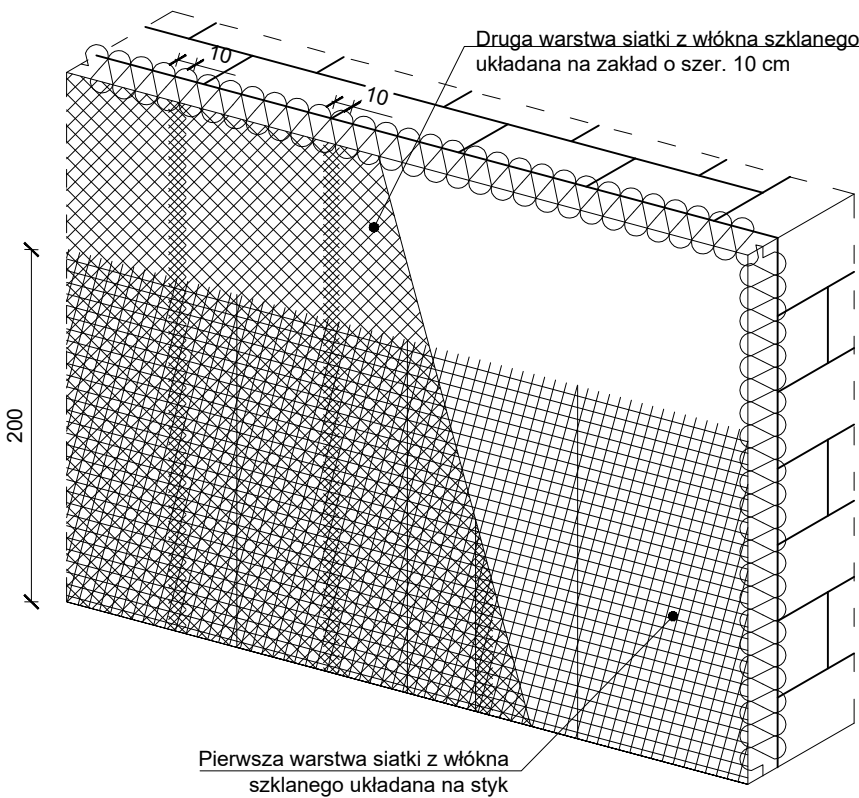 Druga warstwa siatki z włókna szklanego
układana na zakład o szer. 10 cm
10
10
200
Pierwsza warstwa siatki z włókna
szklanego układana na styk